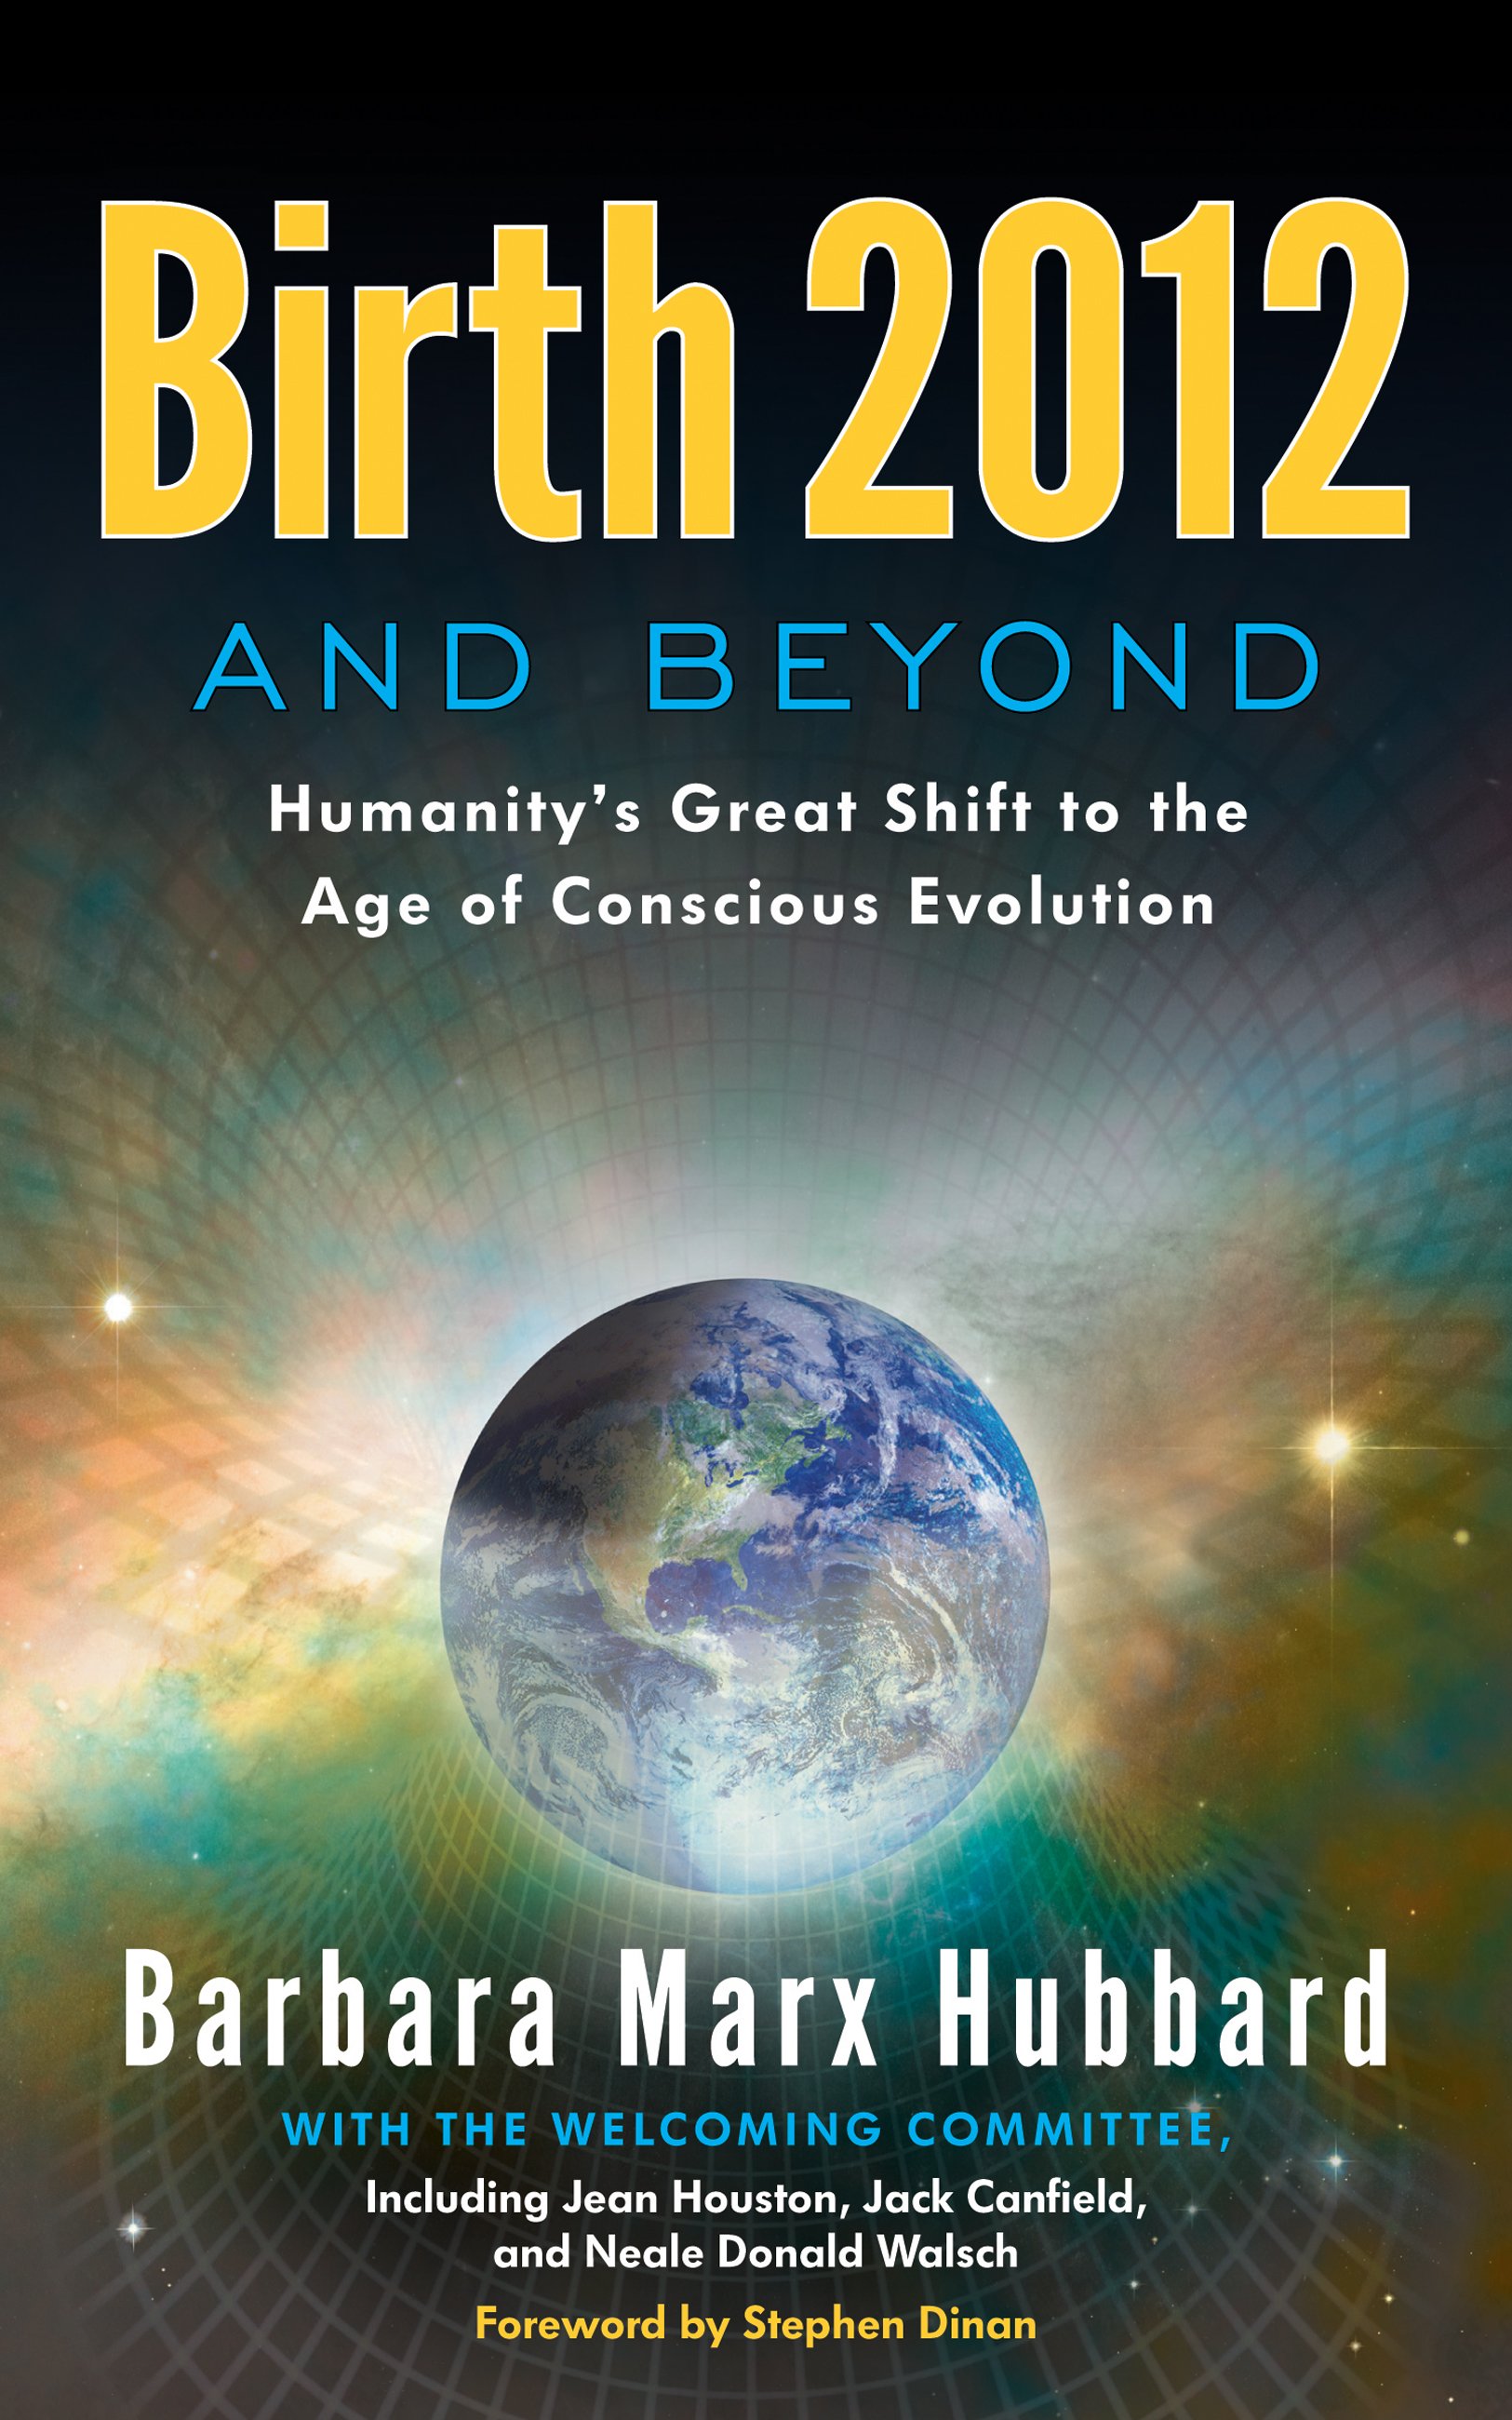 Birth 2012
AND BEYOND
Humanity’s Great Shift to the
Age of Conscious Evolution
Barbara Marx Hubbard
WITH THE WELCOMING COMMITTEE,
Including Jean Houston, Jack Canfield,
and Neale Donald Walsch
Foreword by Stephen Dinan